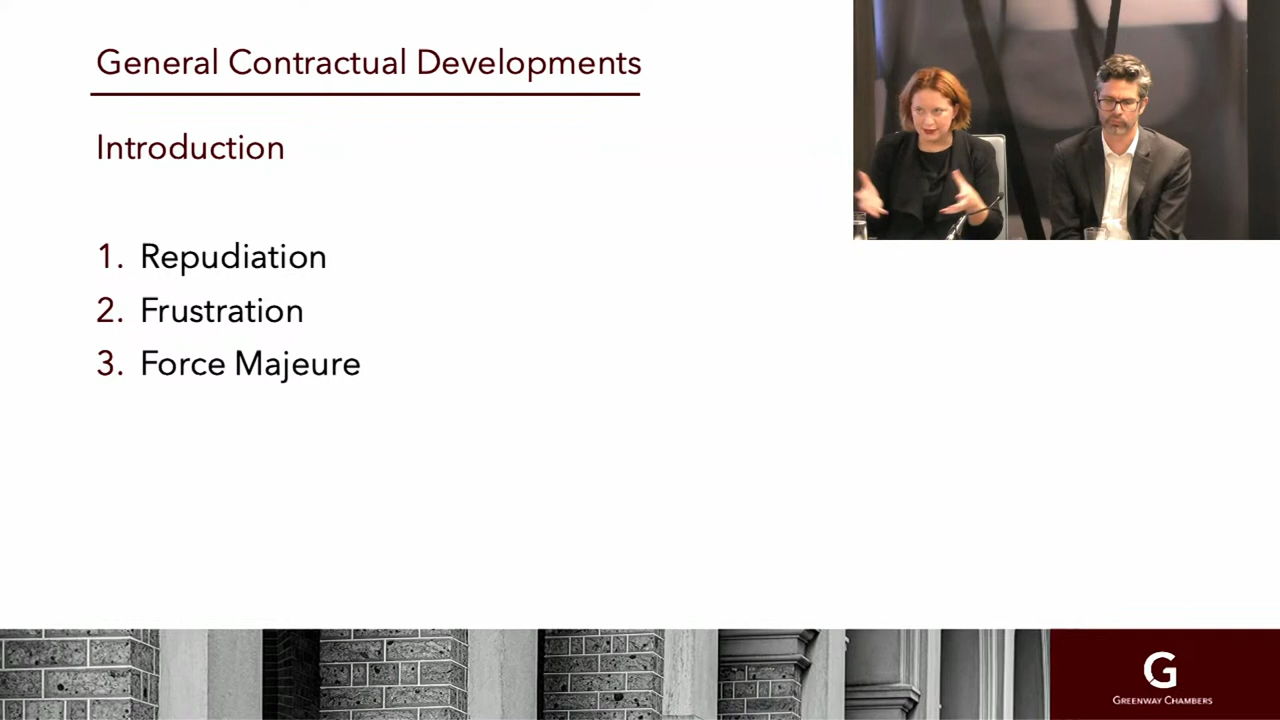 General Contractual Developments
Introduction
1. Repudiation
2. Frustration
3. Force Majeure
G
GREENWAY CHAMBERS